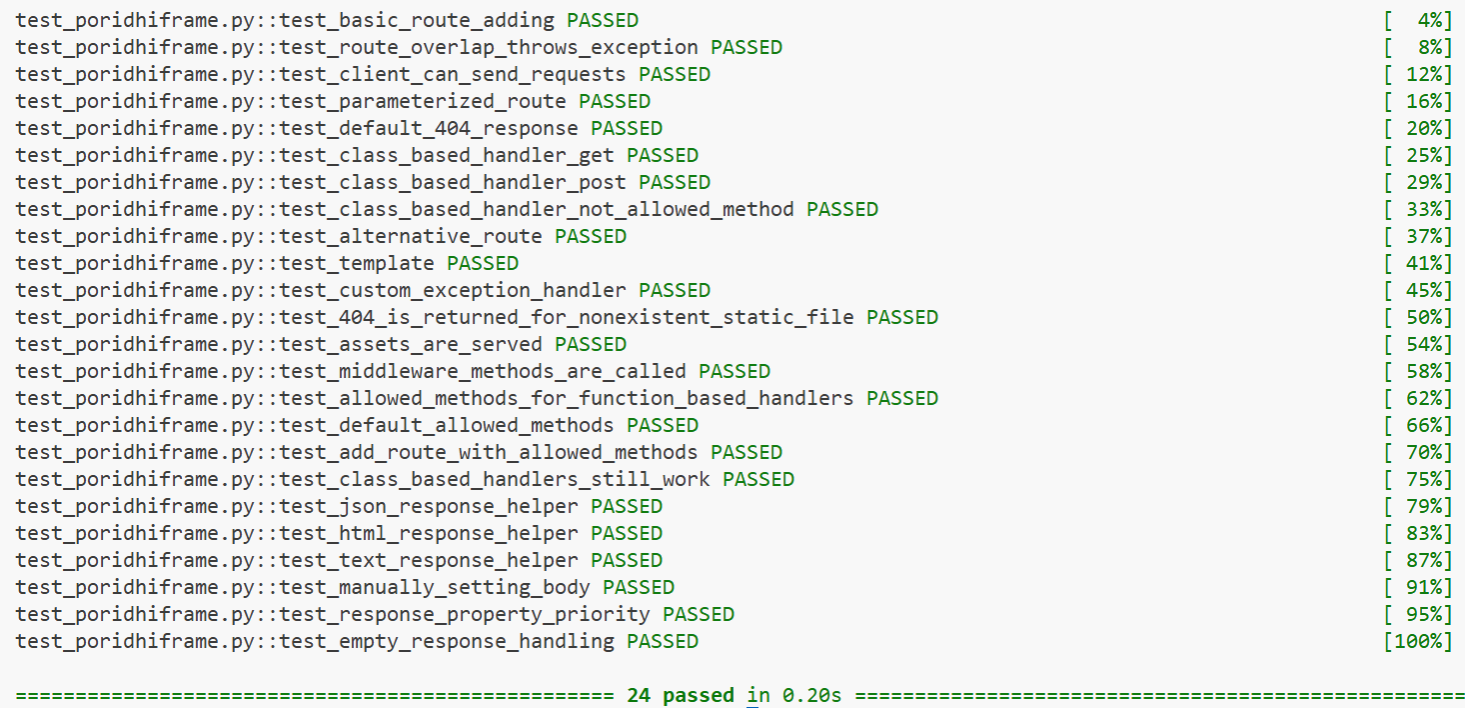 test_poridhiframe.py::test_basic_route_adding PASSED [  4%]
test_poridhiframe.py::test_route_overlap_throws_exception PASSED [  8%]
test_poridhiframe.py::test_client_can_send_requests PASSED [ 12%]
test_poridhiframe.py::test_parameterized_route PASSED [ 16%]
test_poridhiframe.py::test_default_404_response PASSED [ 20%]
test_poridhiframe.py::test_class_based_handler_get PASSED [ 25%]
test_poridhiframe.py::test_class_based_handler_post PASSED [ 29%]
test_poridhiframe.py::test_class_based_handler_not_allowed_method PASSED [ 33%]
test_poridhiframe.py::test_alternative_route PASSED [ 37%]
test_poridhiframe.py::test_template PASSED [ 41%]
test_poridhiframe.py::test_custom_exception_handler PASSED [ 45%]
test_poridhiframe.py::test_404_is_returned_for_nonexistent_static_file PASSED [ 50%]
test_poridhiframe.py::test_assets_are_served PASSED [ 54%]
test_poridhiframe.py::test_middleware_methods_are_called PASSED [ 58%]
test_poridhiframe.py::test_allowed_methods_for_function_based_handlers PASSED [ 62%]
test_poridhiframe.py::test_default_allowed_methods PASSED [ 66%]
test_poridhiframe.py::test_add_route_with_allowed_methods PASSED [ 70%]
test_poridhiframe.py::test_class_based_handlers_still_work PASSED [ 75%]
test_poridhiframe.py::test_json_response_helper PASSED [ 79%]
test_poridhiframe.py::test_html_response_helper PASSED [ 83%]
test_poridhiframe.py::test_text_response_helper PASSED [ 87%]
test_poridhiframe.py::test_manually_setting_body PASSED [ 91%]
test_poridhiframe.py::test_response_property_priority PASSED [ 95%]
test_poridhiframe.py::test_empty_response_handling PASSED [100%]
================================================== 24 passed in 0.20s ===================================================